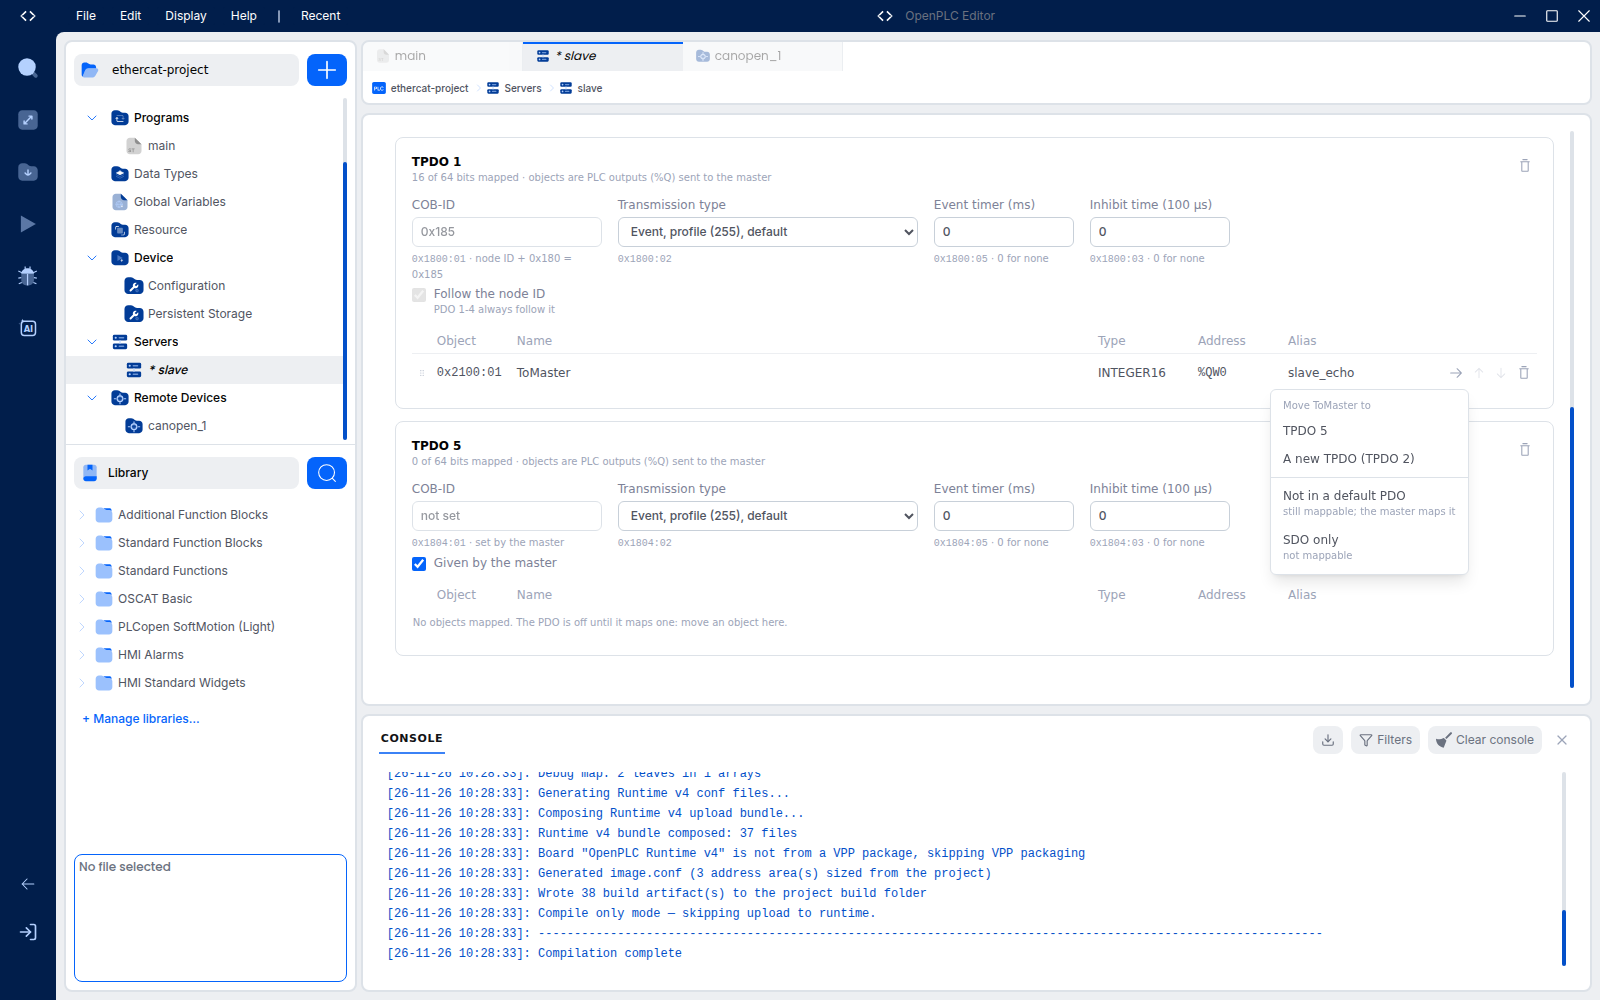 File Edit Display Help | Recent
OpenPLC Editor
ethercat-project
Programs
main
Data Types
Global Variables
Resource
Device
Configuration
Persistent Storage
Servers
* slave
Remote Devices
canopen_1
Library
Additional Function Blocks
Standard Function Blocks
Standard Functions
OSCAT Basic
PLCopen SoftMotion (Light)
HMI Alarms
HMI Standard Widgets
+ Manage libraries...
No file selected
main
* slave
canopen_1
PLC ethercat-project Servers slave
TPDO 1
16 of 64 bits mapped · objects are PLC outputs (%Q) sent to the master
COB-ID Transmission type Event timer (ms) Inhibit time (100 µs)
0x185 Event, profile (255), default 0 0
0x1800:01 · node ID + 0x180 = 0x1800:02 0x1800:05 · 0 for none 0x1800:03 · 0 for none
0x185
Follow the node ID
PDO 1-4 always follow it
Object Name Type Address Alias
0x2100:01 ToMaster INTEGER16 %QW0 slave_echo
Move ToMaster to
TPDO 5
A new TPDO (TPDO 2)
Not in a default PDO
still mappable; the master maps it
SDO only
not mappable
TPDO 5
0 of 64 bits mapped · objects are PLC outputs (%Q) sent to the master
COB-ID Transmission type Event timer (ms) Inhibit time (100 µs)
not set Event, profile (255), default 0 0
0x1804:01 · set by the master 0x1804:02 0x1804:05 · 0 for none 0x1804:03 · 0 for none
Given by the master
Object Name Type Address Alias
No objects mapped. The PDO is off until it maps one: move an object here.
CONSOLE
Filters
Clear console
[26-11-26 10:28:33]: Debug map: 2 leaves in 1 arrays
[26-11-26 10:28:33]: Generating Runtime v4 conf files...
[26-11-26 10:28:33]: Composing Runtime v4 upload bundle...
[26-11-26 10:28:33]: Runtime v4 bundle composed: 37 files
[26-11-26 10:28:33]: Board "OpenPLC Runtime v4" is not from a VPP package, skipping VPP packaging
[26-11-26 10:28:33]: Generated image.conf (3 address area(s) sized from the project)
[26-11-26 10:28:33]: Wrote 38 build artifact(s) to the project build folder
[26-11-26 10:28:33]: Compile only mode — skipping upload to runtime.
[26-11-26 10:28:33]: -------------------------------------------------------------------------------------------------------------
[26-11-26 10:28:33]: Compilation complete
AI